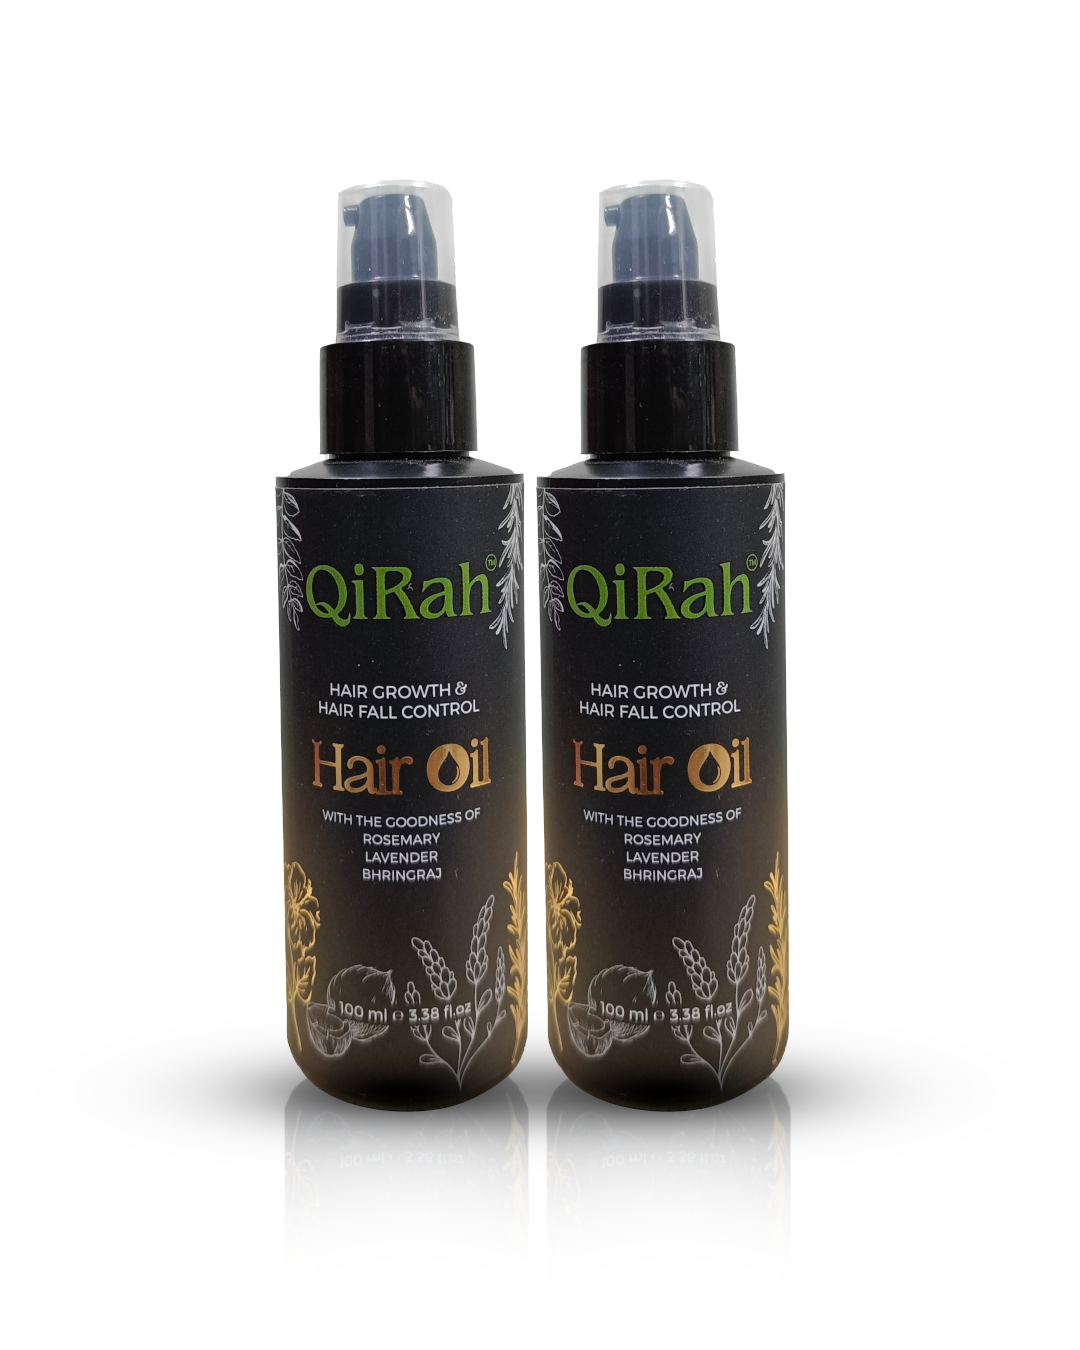 QiRah™
HAIR GROWTH &
HAIR FALL CONTROL
Hair Oil
WITH THE GOODNESS OF
ROSEMARY
LAVENDER
BHRINGRAJ
100 ml ℮ 3.38 fl.oz
QiRah™
HAIR GROWTH &
HAIR FALL CONTROL
Hair Oil
WITH THE GOODNESS OF
ROSEMARY
LAVENDER
BHRINGRAJ
100 ml ℮ 3.38 fl.oz